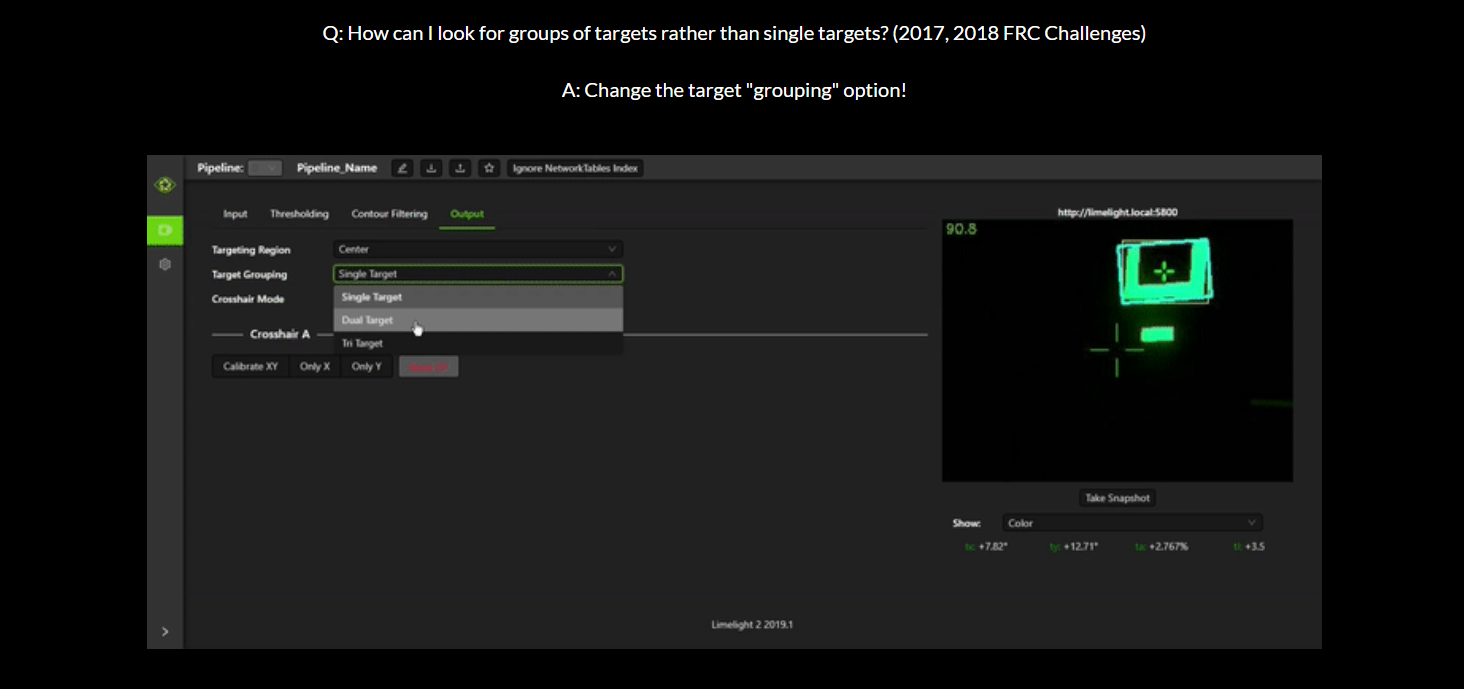 Q: How can I look for groups of targets rather than single targets? (2017, 2018 FRC Challenges)
A: Change the target "grouping" option!
Pipeline: Pipeline_Name Ignore NetworkTables Index
Input Thresholding Contour Filtering Output
http://limelight.local:5800
90.8
Targeting Region Center
Target Grouping Single Target
Crosshair Mode Single Target
Dual Target
Crosshair A
Tri Target
Calibrate XY Only X Only Y
Take Snapshot
Show: Color
tx: +7.82° ty: +12.71° ta: +2.767% tl: +3.5
Limelight 2 2019.1